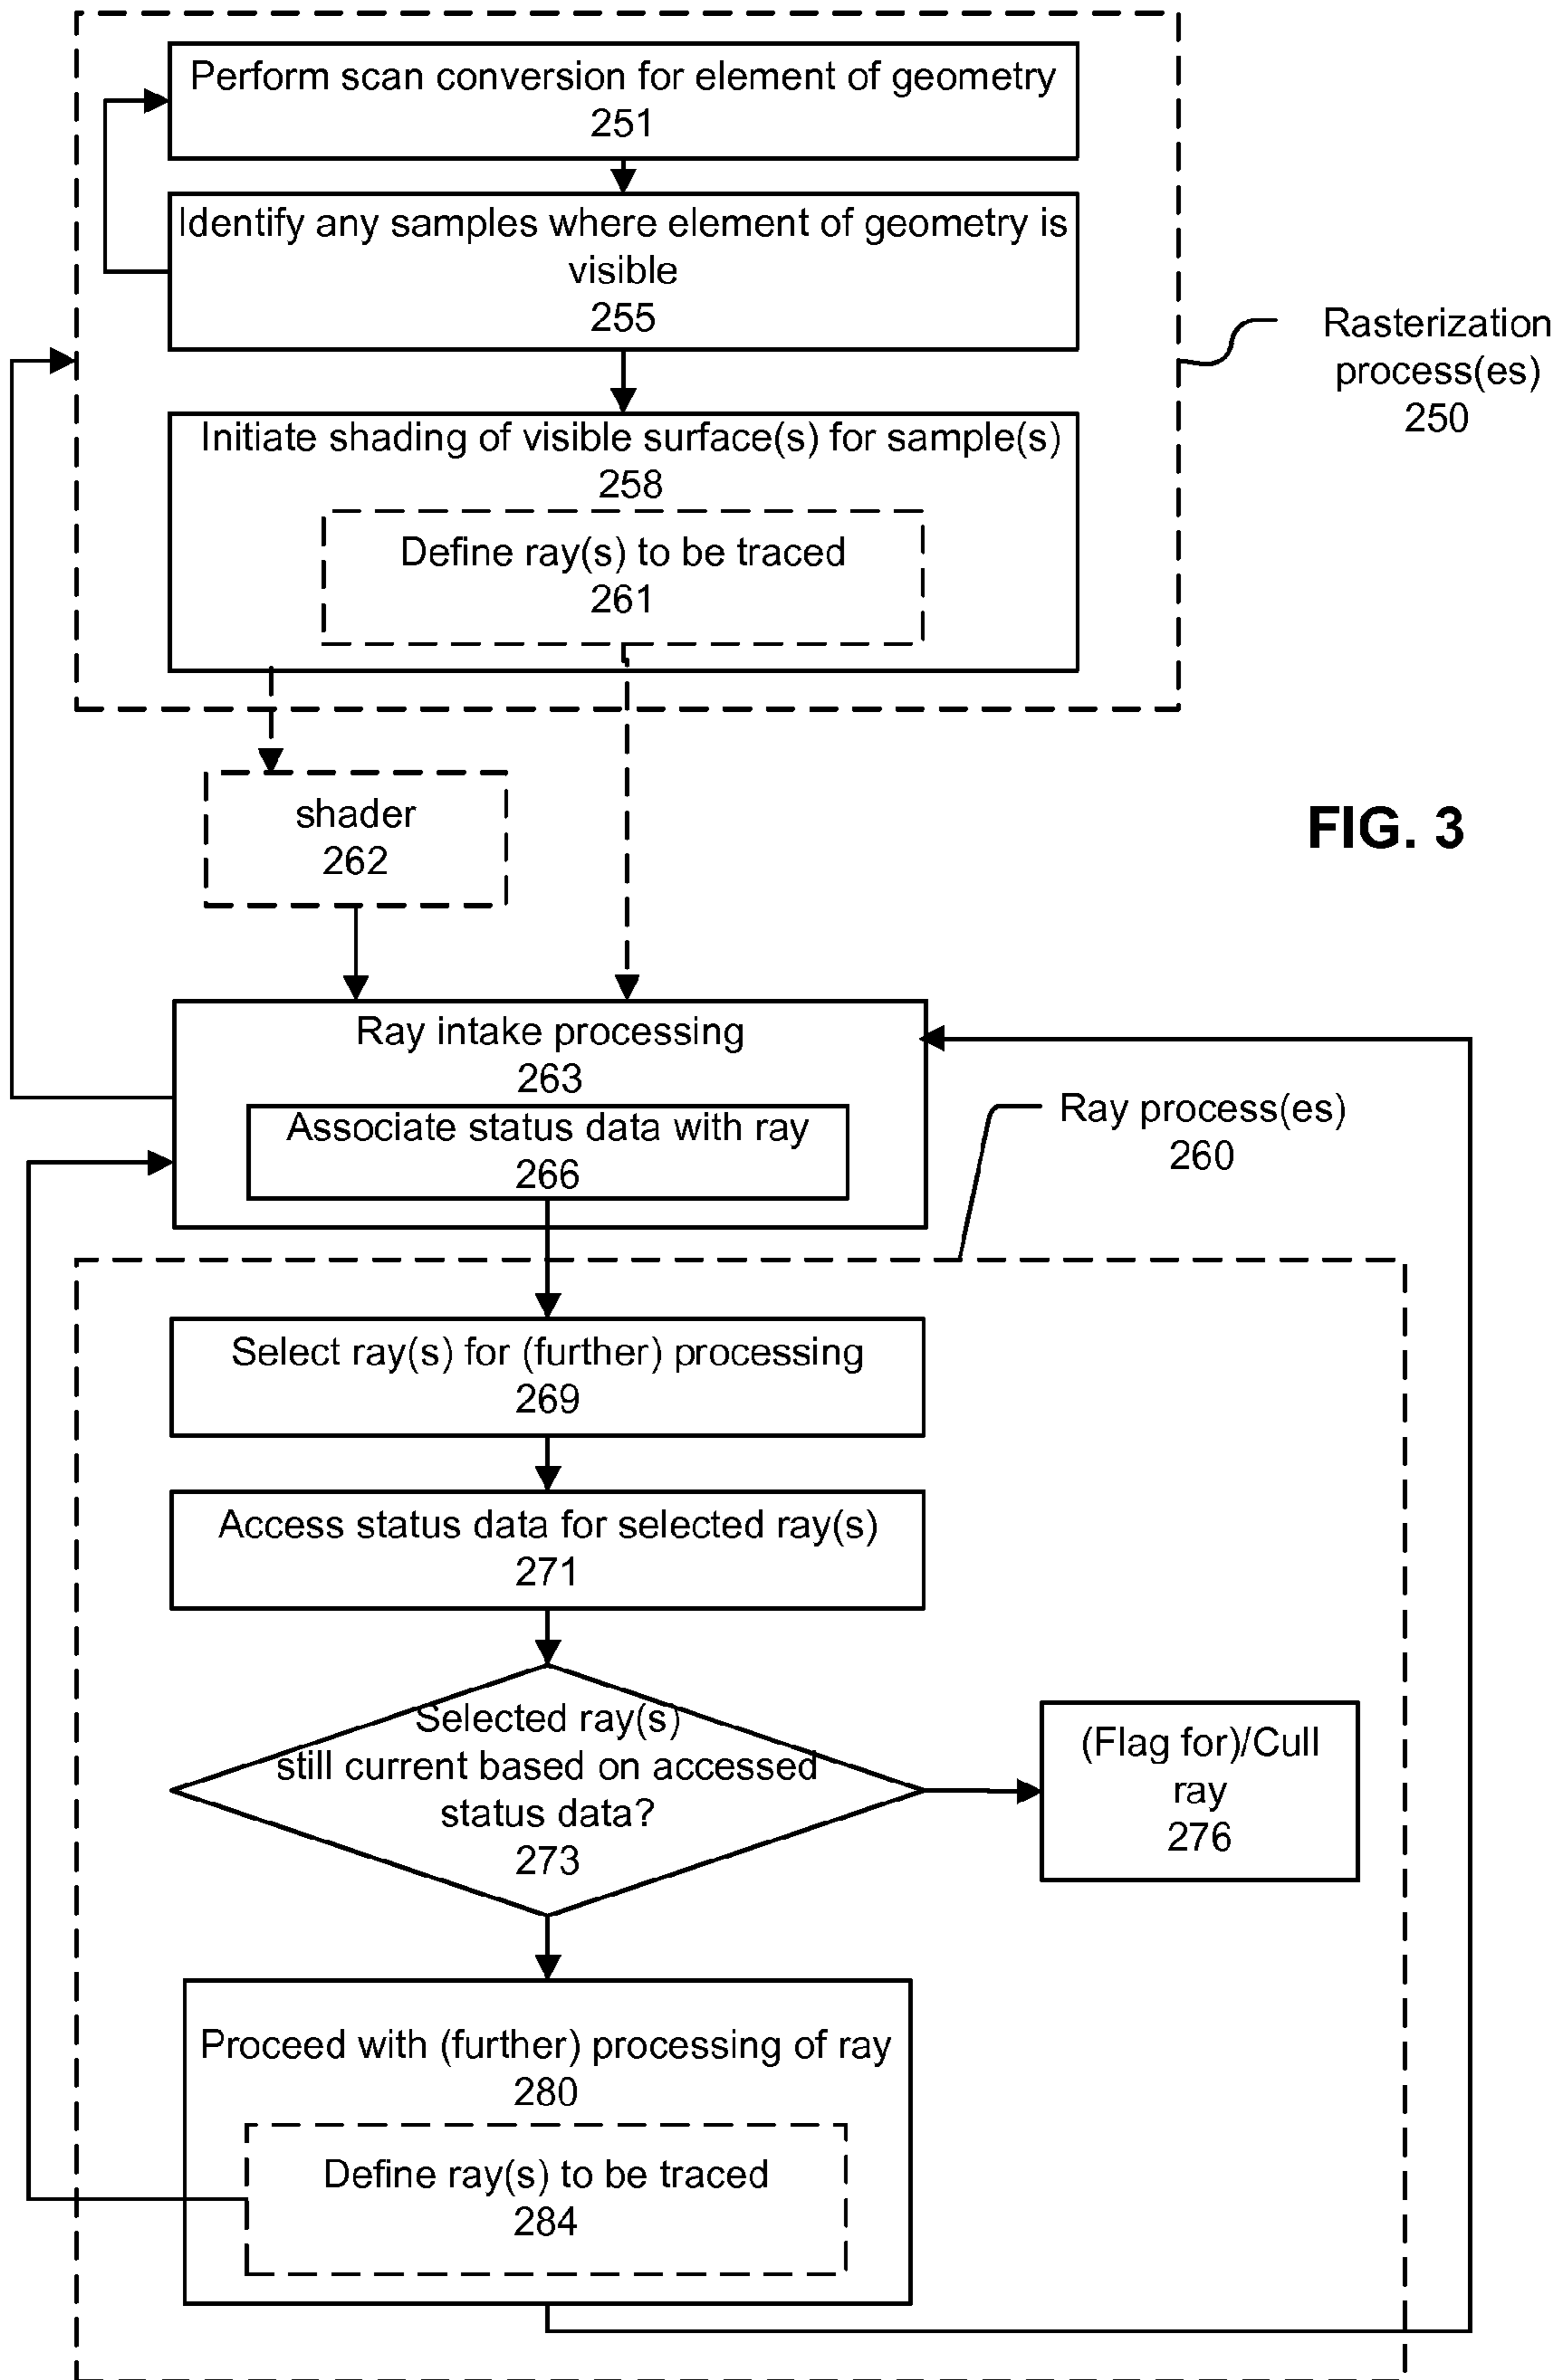 Perform scan conversion for element of geometry
251
Identify any samples where element of geometry is
visible
255
Rasterization
process(es)
250
Initiate shading of visible surface(s) for sample(s)
258
Define ray(s) to be traced
261
shader
262
FIG. 3
Ray intake processing
263
Associate status data with ray
266
Ray process(es)
260
Select ray(s) for (further) processing
269
Access status data for selected ray(s)
271
Selected ray(s)
still current based on accessed
status data?
273
(Flag for)/Cull
ray
276
Proceed with (further) processing of ray
280
Define ray(s) to be traced
284